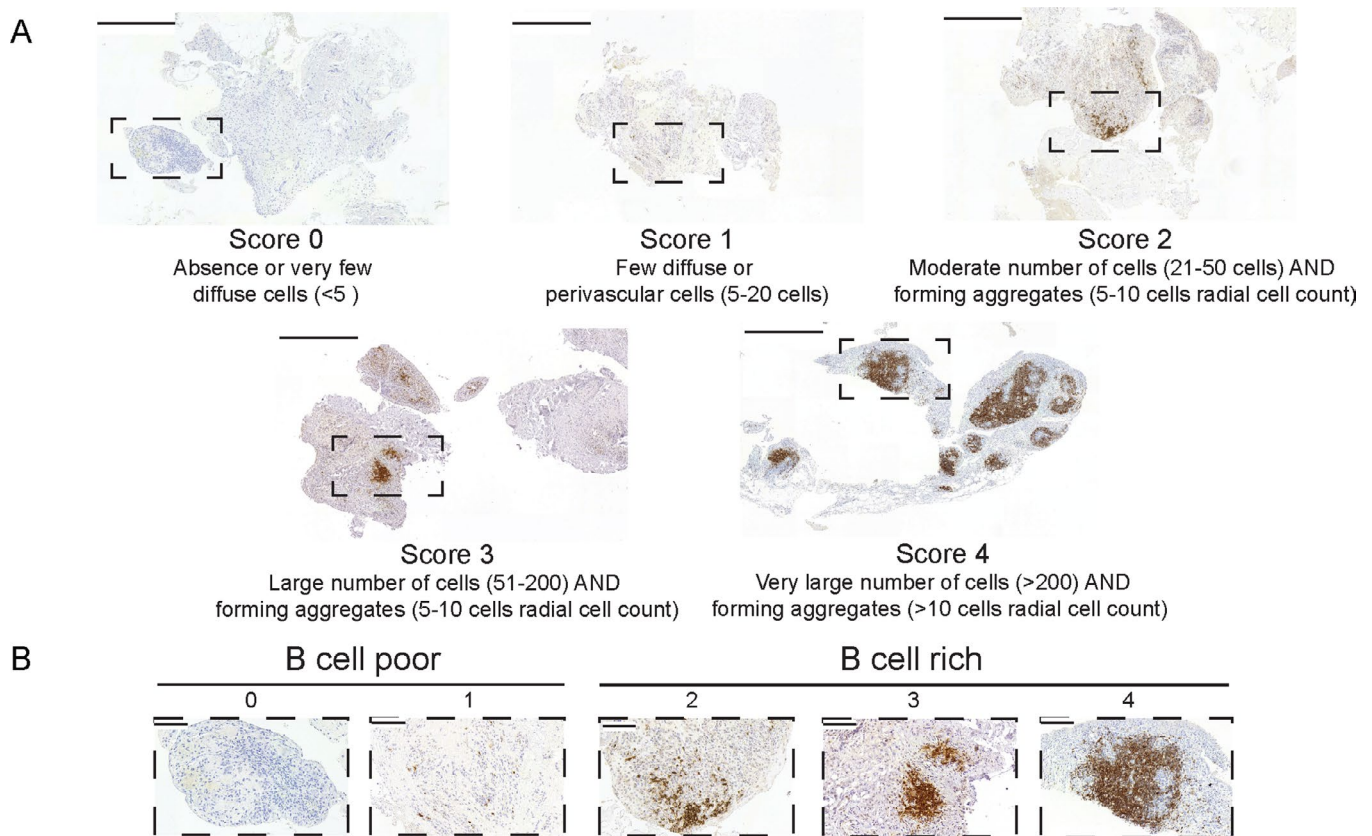 A
Score 0
Absence or very few
diffuse cells (<5 )
Score 1
Few diffuse or
perivascular cells (5-20 cells)
Score 2
Moderate number of cells (21-50 cells) AND
forming aggregates (5-10 cells radial cell count)
Score 3
Large number of cells (51-200) AND
forming aggregates (5-10 cells radial cell count)
Score 4
Very large number of cells (>200) AND
forming aggregates (>10 cells radial cell count)
B
B cell poor
B cell rich
0
1
2
3
4